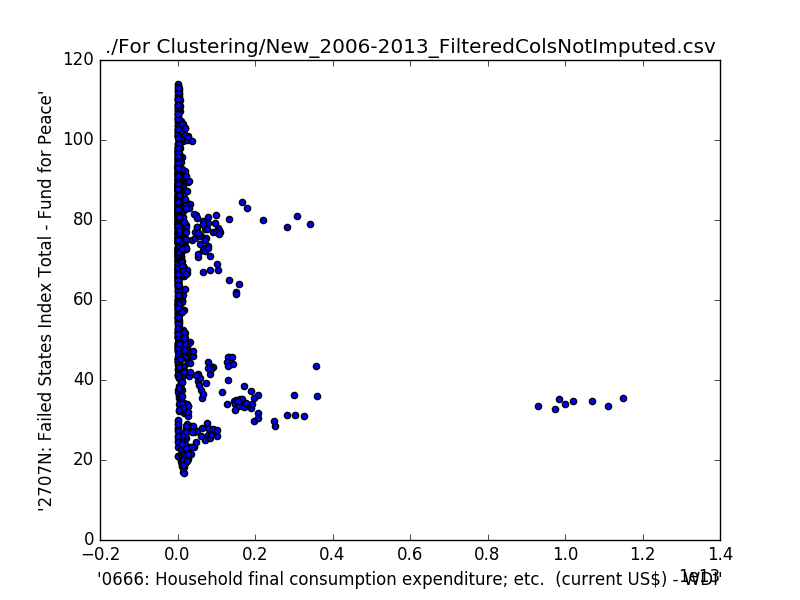 ./For Clustering/New_2006-2013_FilteredColsNotImputed.csv
120
100
80
60
40
20
0
'2707N: Failed States Index Total - Fund for Peace'
−0.2 0.0 0.2 0.4 0.6 0.8 1.0 1.2 1.4
1e13
'0666: Household final consumption expenditure; etc.  (current US$) - WDI'